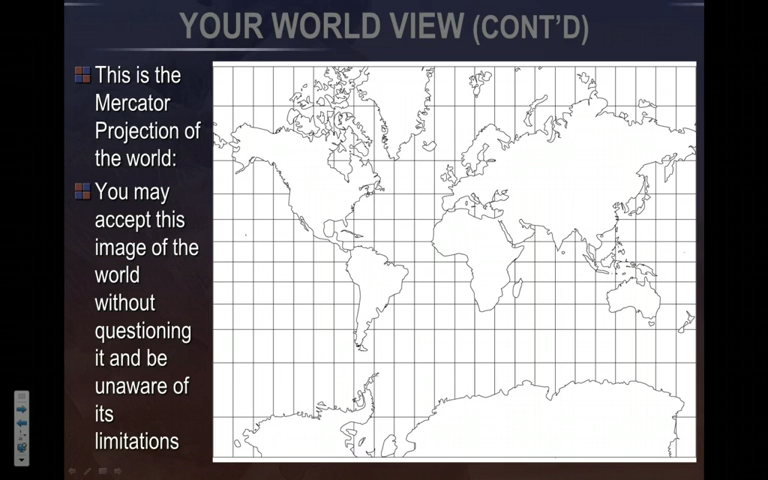 YOUR WORLD VIEW (CONT'D)
This is the
Mercator
Projection of
the world:
You may
accept this
image of the
world
without
questioning
it and be
unaware of
its
limitations